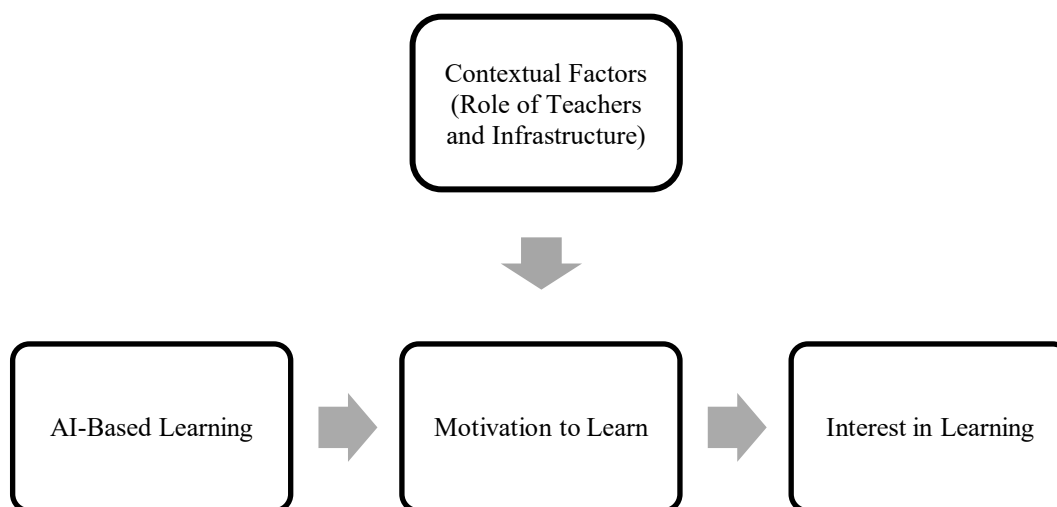 Contextual Factors
(Role of Teachers
and Infrastructure)
AI-Based Learning
Motivation to Learn
Interest in Learning